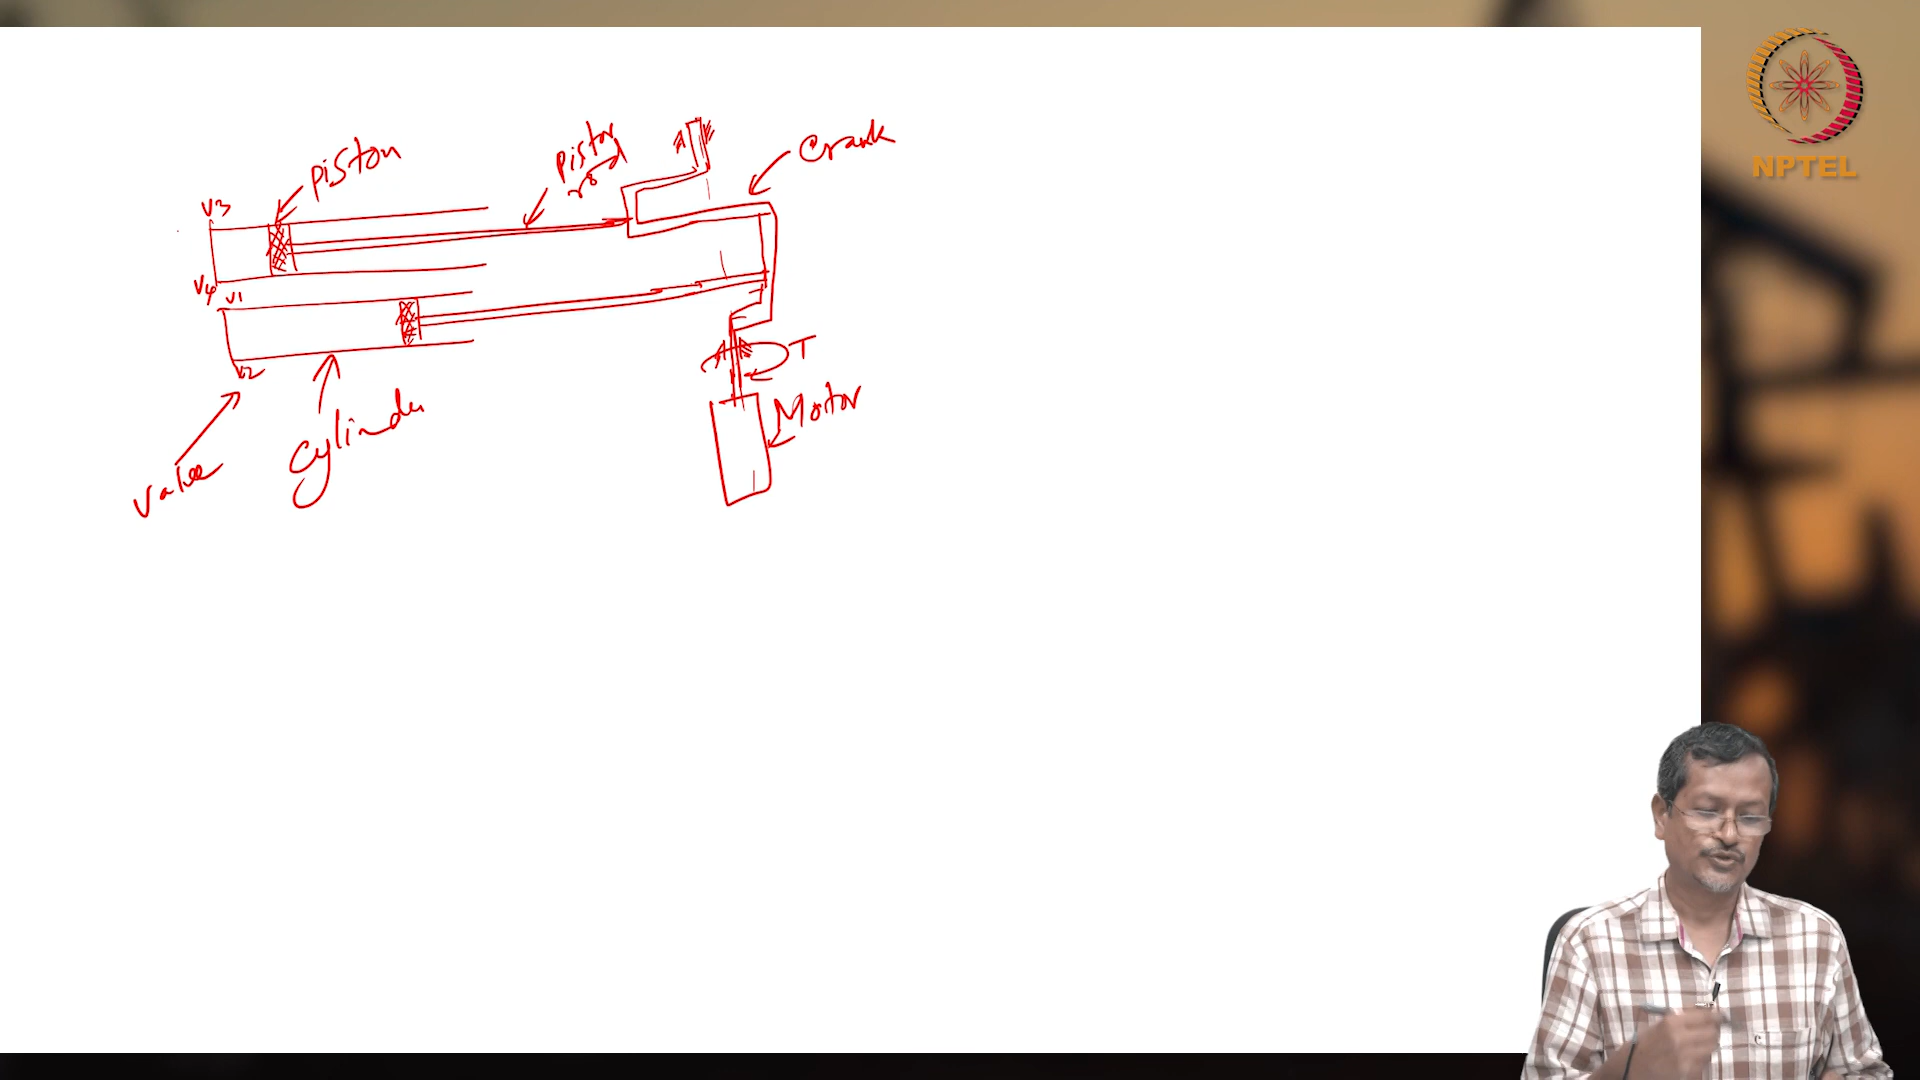 piston
piston
rod
Crank
V3
V4
V1
V2
T
Motor
Cylinder
Valve
NPTEL